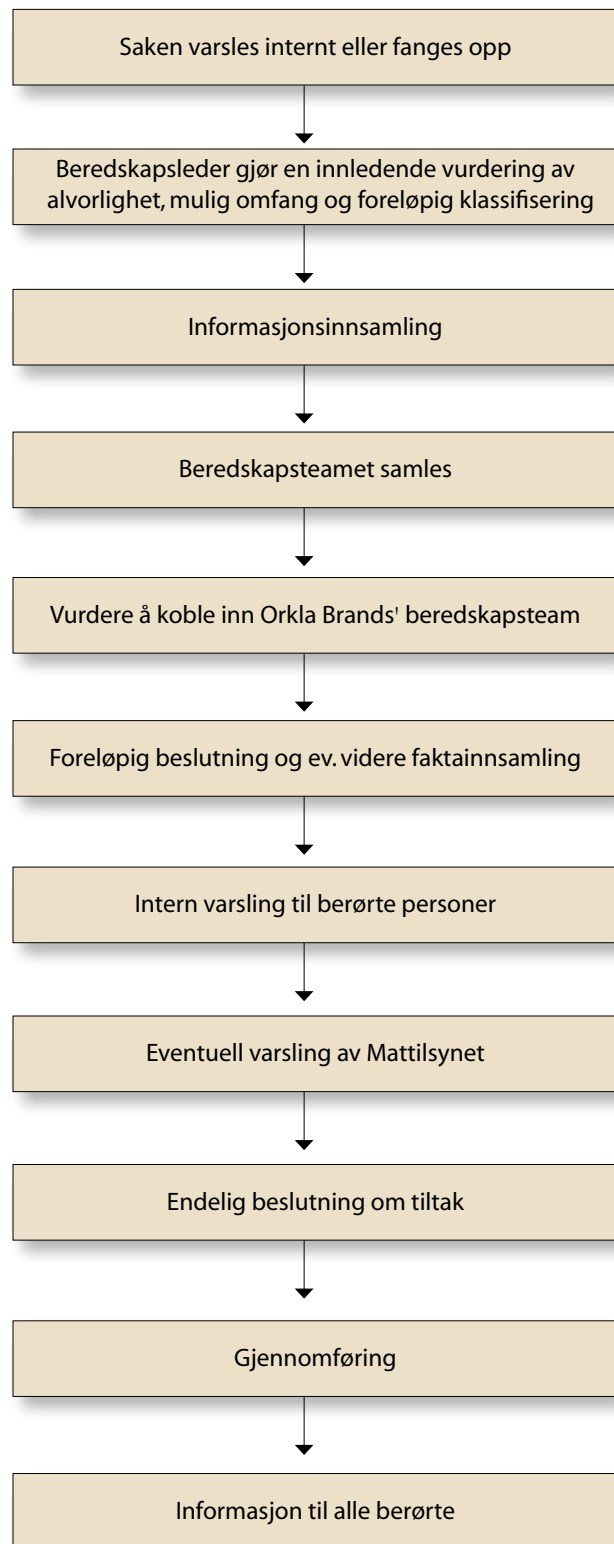 Saken varsles internt eller fanges opp
Beredskapsleder gjør en innledende vurdering av
alvorlighet, mulig omfang og foreløpig klassifisering
Informasjonsinnsamling
Beredskapsteamet samles
Vurdere å koble inn Orkla Brands' beredskapsteam
Foreløpig beslutning og ev. videre faktainnsamling
Intern varsling til berørte personer
Eventuell varsling av Mattilsynet
Endelig beslutning om tiltak
Gjennomføring
Informasjon til alle berørte